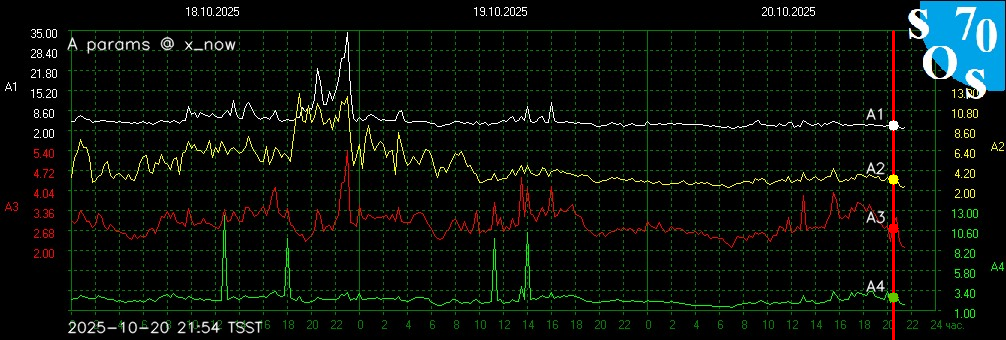 18.10.2025 19.10.2025 20.10.2025
S 70
O S
A params @ x_now
A1
35.00
28.40
21.80
15.20
8.60
2.00
A3
5.40
4.72
4.04
3.36
2.68
2.00
A1
A2
A3
A4
A2
13.00
10.80
8.60
6.40
4.20
2.00
A4
13.00
10.60
8.20
5.80
3.40
1.00
18 20 22 0 2 4 6 8 10 12 14 16 18 20 22 0 2 4 6 8 10 12 14 16 18 20 22 24 час.
2025-10-20 21:54 TSST